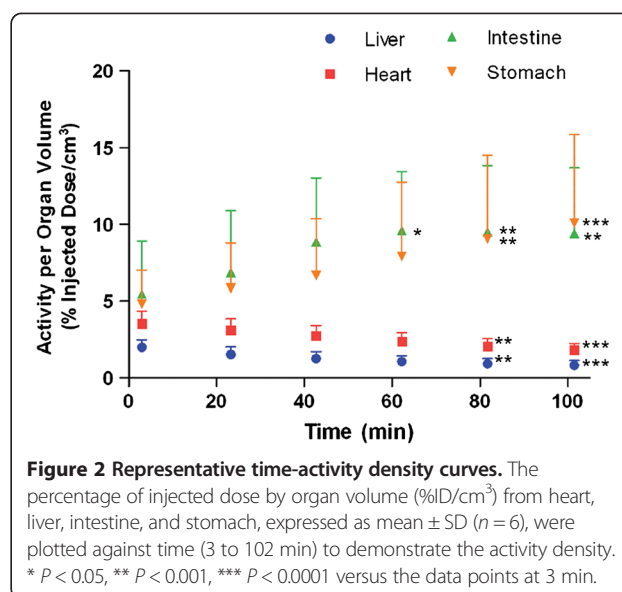 Liver
Intestine
Heart
Stomach
20
15
10
5
0
Activity per Organ Volume
(% Injected Dose/cm³)
*
**
**
***
**
**
**
***
***
0
20
40
60
80
100
Time (min)
Figure 2 Representative time-activity density curves. The
percentage of injected dose by organ volume (%ID/cm³) from heart,
liver, intestine, and stomach, expressed as mean ± SD (n = 6), were
plotted against time (3 to 102 min) to demonstrate the activity density.
* P < 0.05, ** P < 0.001, *** P < 0.0001 versus the data points at 3 min.